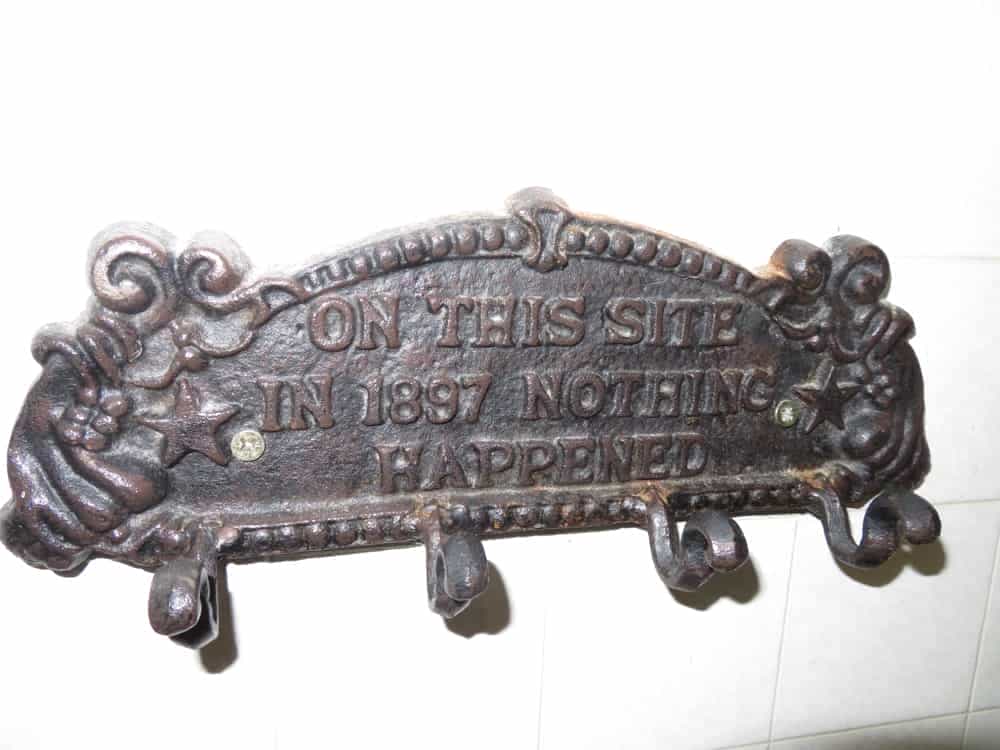 ON THIS SITE
IN 1897 NOTHING
HAPPENED